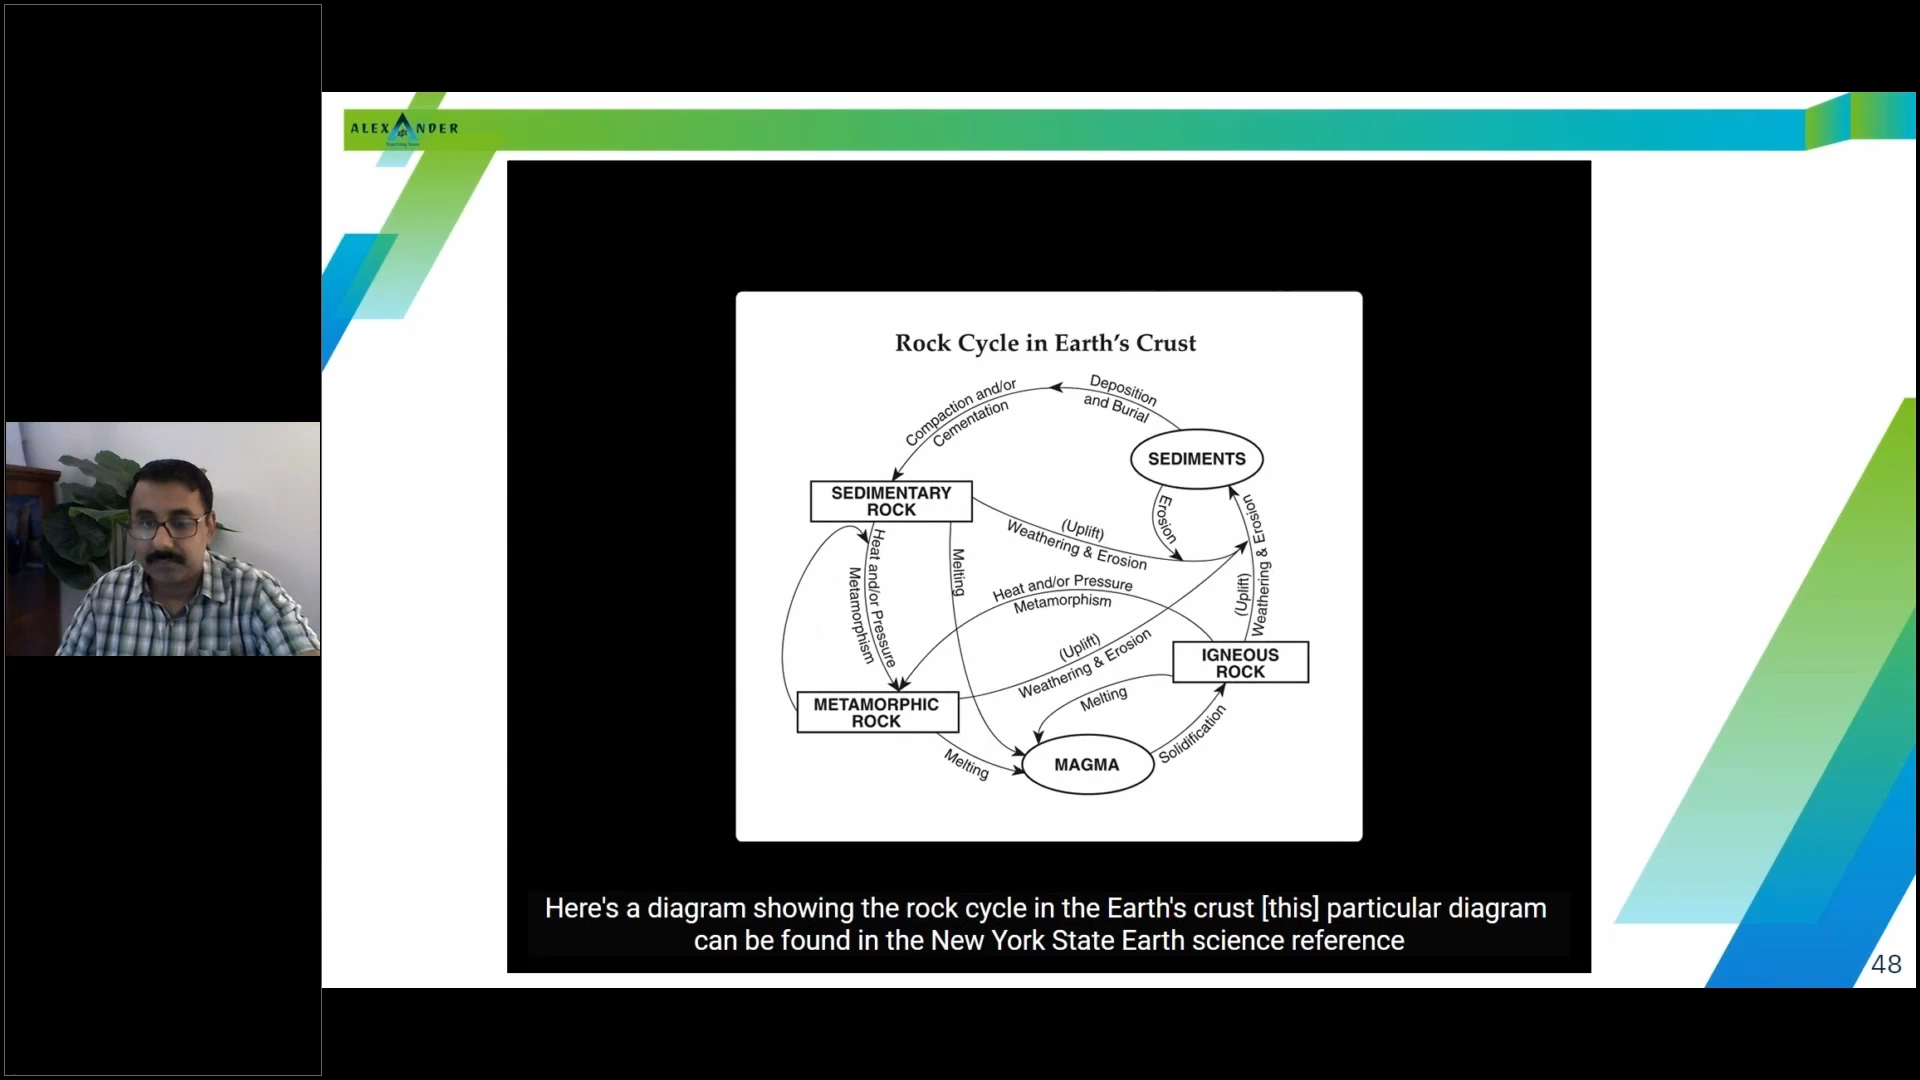 ALEXANDER
Rock Cycle in Earth's Crust
Deposition
and Burial
Compaction and/or
Cementation
SEDIMENTS
SEDIMENTARY
ROCK
Erosion
(Uplift)
Weathering & Erosion
(Uplift)
Weathering & Erosion
Melting
Heat and/or Pressure
Metamorphism
Heat and/or Pressure
Metamorphism
(Uplift)
Weathering & Erosion
IGNEOUS
ROCK
METAMORPHIC
ROCK
Melting
Solidification
Melting
MAGMA
Here's a diagram showing the rock cycle in the Earth's crust [this] particular diagram
can be found in the New York State Earth science reference
48